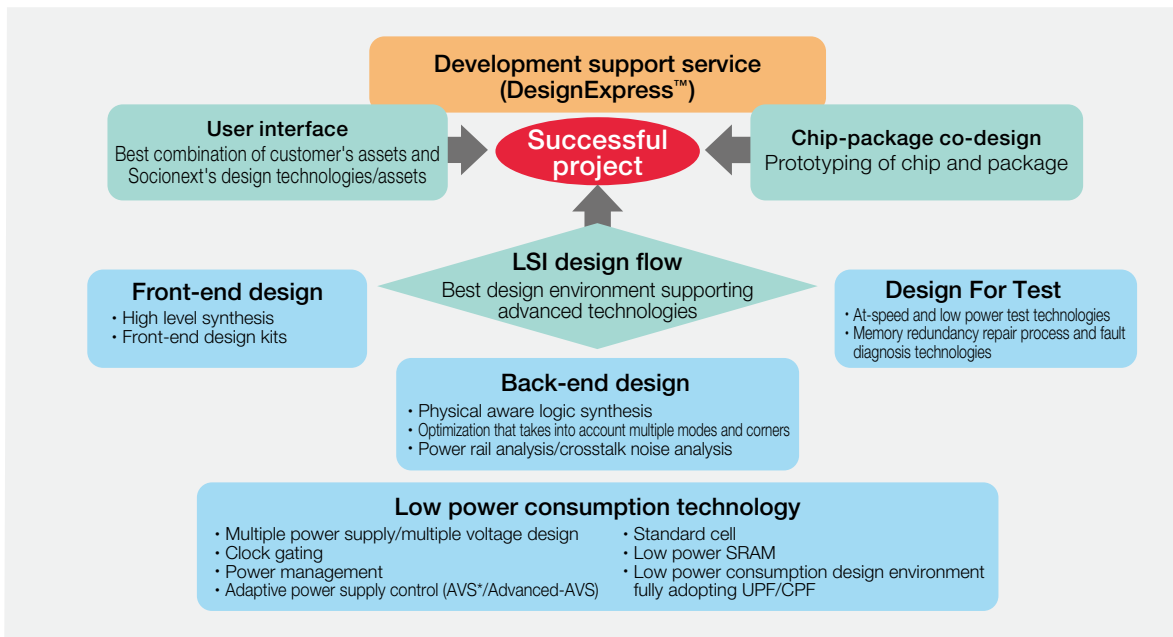 Development support service
(DesignExpress™)
User interface
Best combination of customer's assets and
Socionext's design technologies/assets
Successful
project
Chip-package co-design
Prototyping of chip and package
LSI design flow
Best design environment supporting
advanced technologies
Front-end design
・High level synthesis
・Front-end design kits
Design For Test
・At-speed and low power test technologies
・Memory redundancy repair process and fault
diagnosis technologies
Back-end design
・Physical aware logic synthesis
・Optimization that takes into account multiple modes and corners
・Power rail analysis/crosstalk noise analysis
Low power consumption technology
・Multiple power supply/multiple voltage design
・Clock gating
・Power management
・Adaptive power supply control (AVS*/Advanced-AVS)
・Standard cell
・Low power SRAM
・Low power consumption design environment
fully adopting UPF/CPF